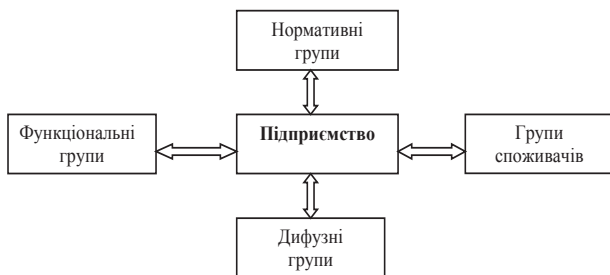 Нормативні
групи
Функціональні
групи
Підприємство
Групи
споживачів
Дифузні
групи